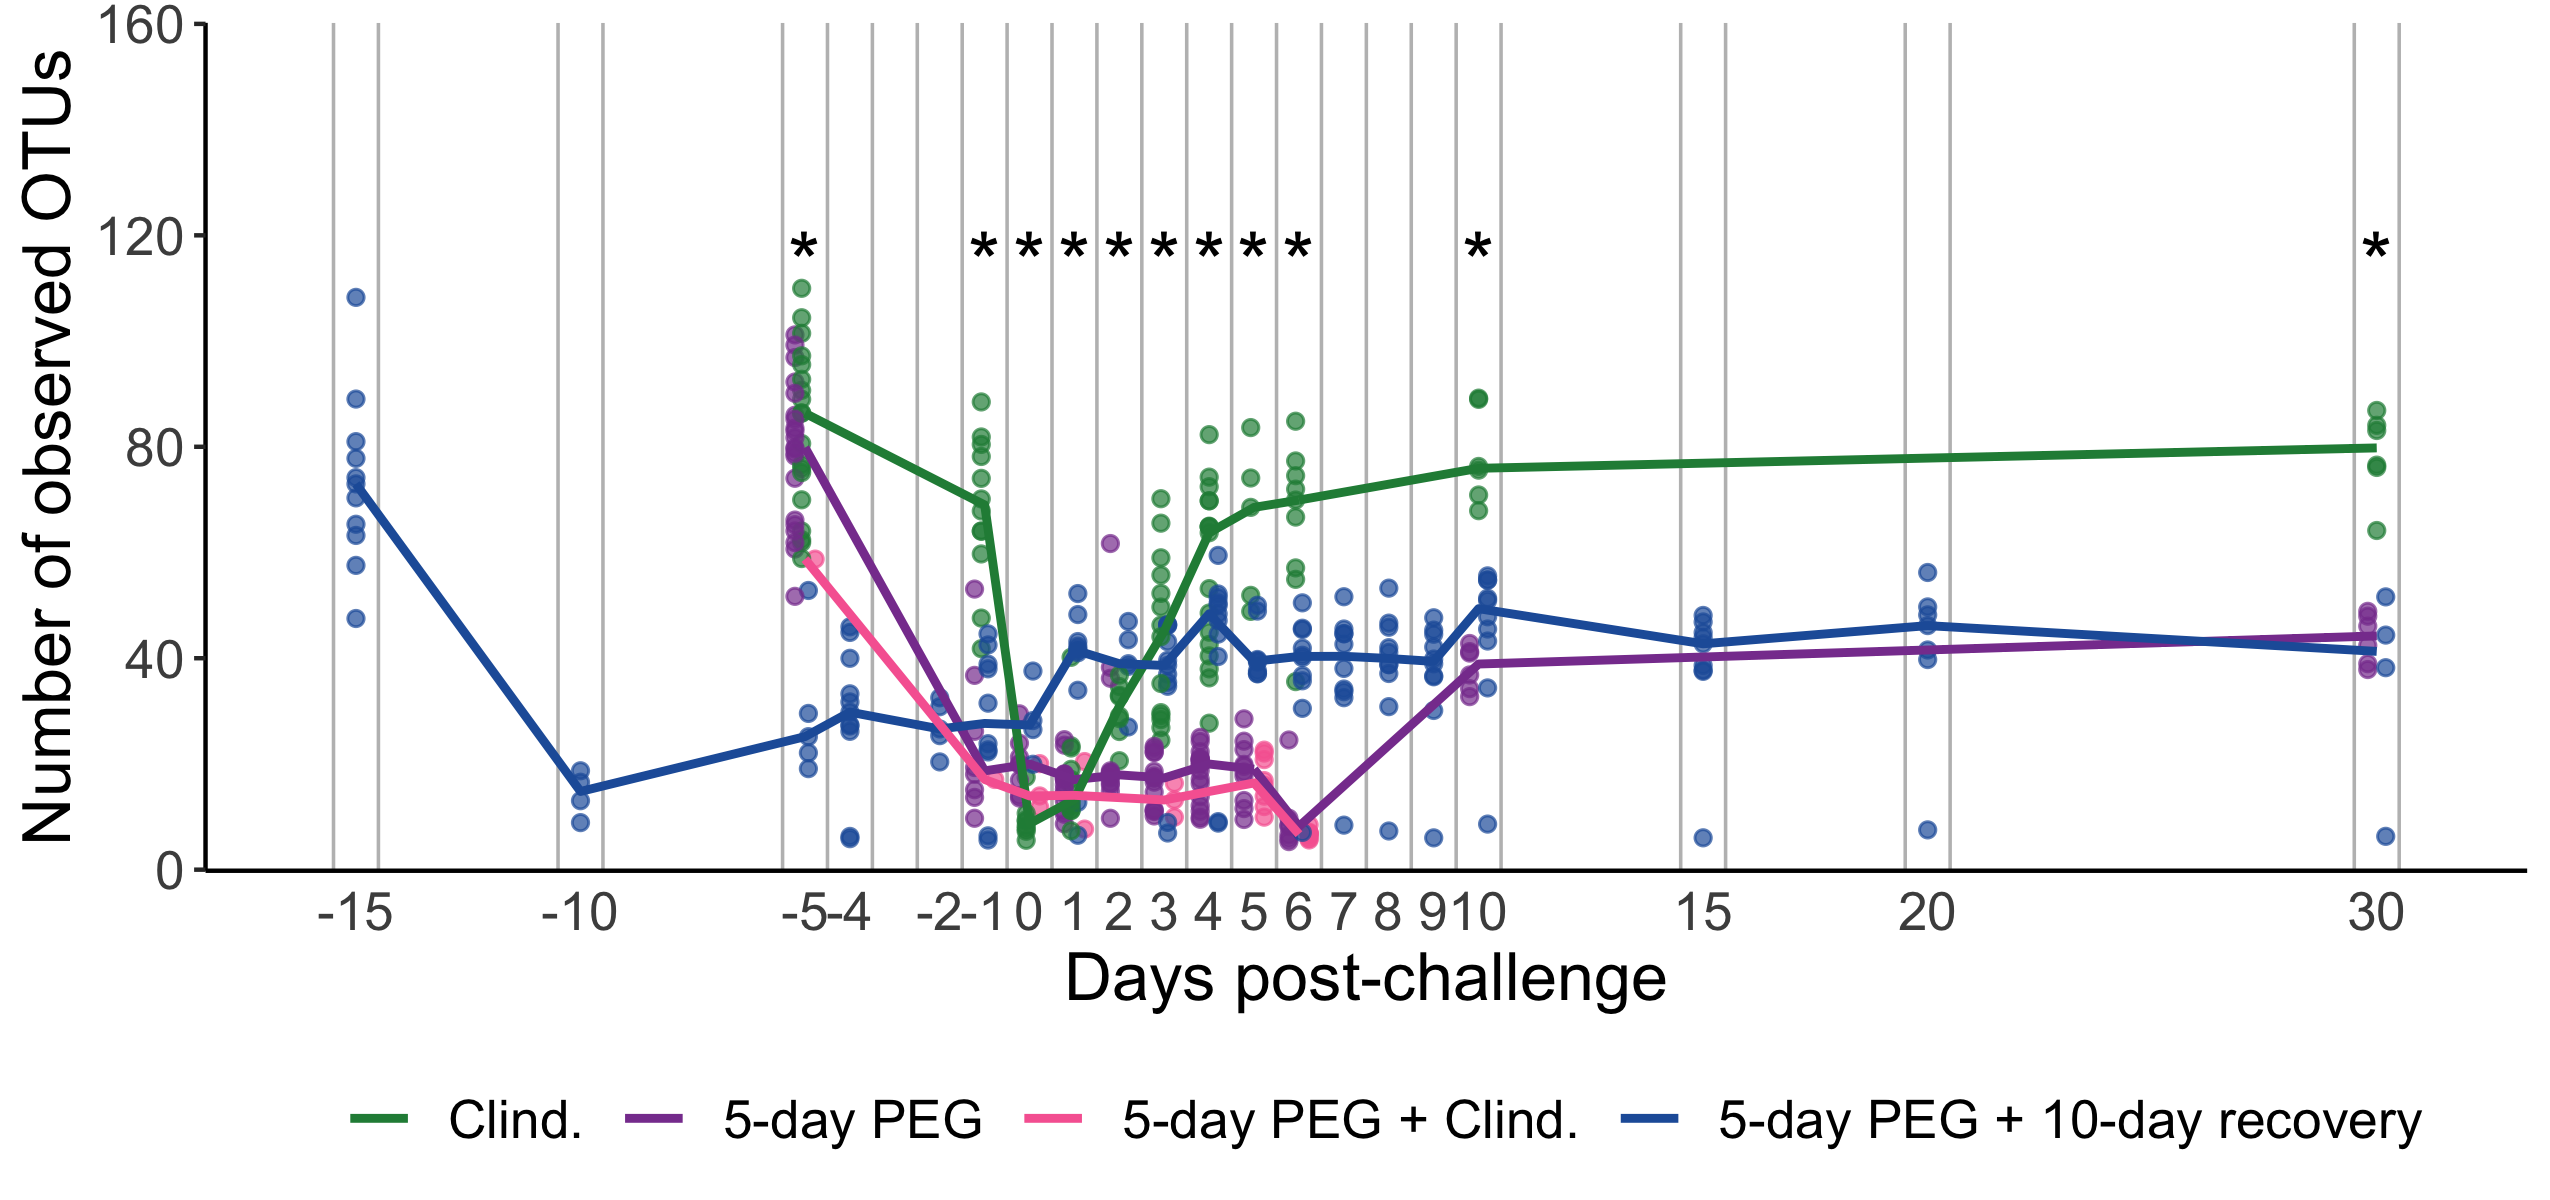 Number of observed OTUs
160
120
80
40
0
* * * * * * * * * * *
-15 -10 -5 -4 -2 -1 0 1 2 3 4 5 6 7 8 9 10 15 20 30
Days post-challenge
Clind. 5-day PEG 5-day PEG + Clind. 5-day PEG + 10-day recovery